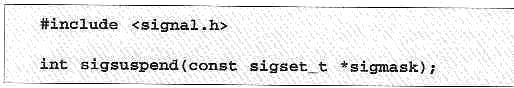 #include <signal.h>
int sigsuspend(const sigset_t *sigmask);